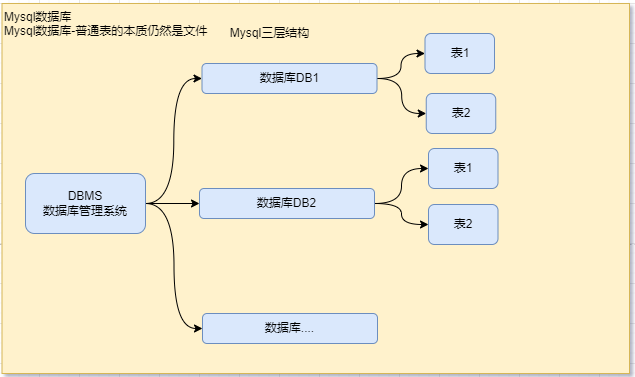 Mysql数据库
Mysql数据库-普通表的本质仍然是文件
Mysql三层结构
表1
数据库DB1
表2
表1
DBMS
数据库管理系统
数据库DB2
表2
数据库....